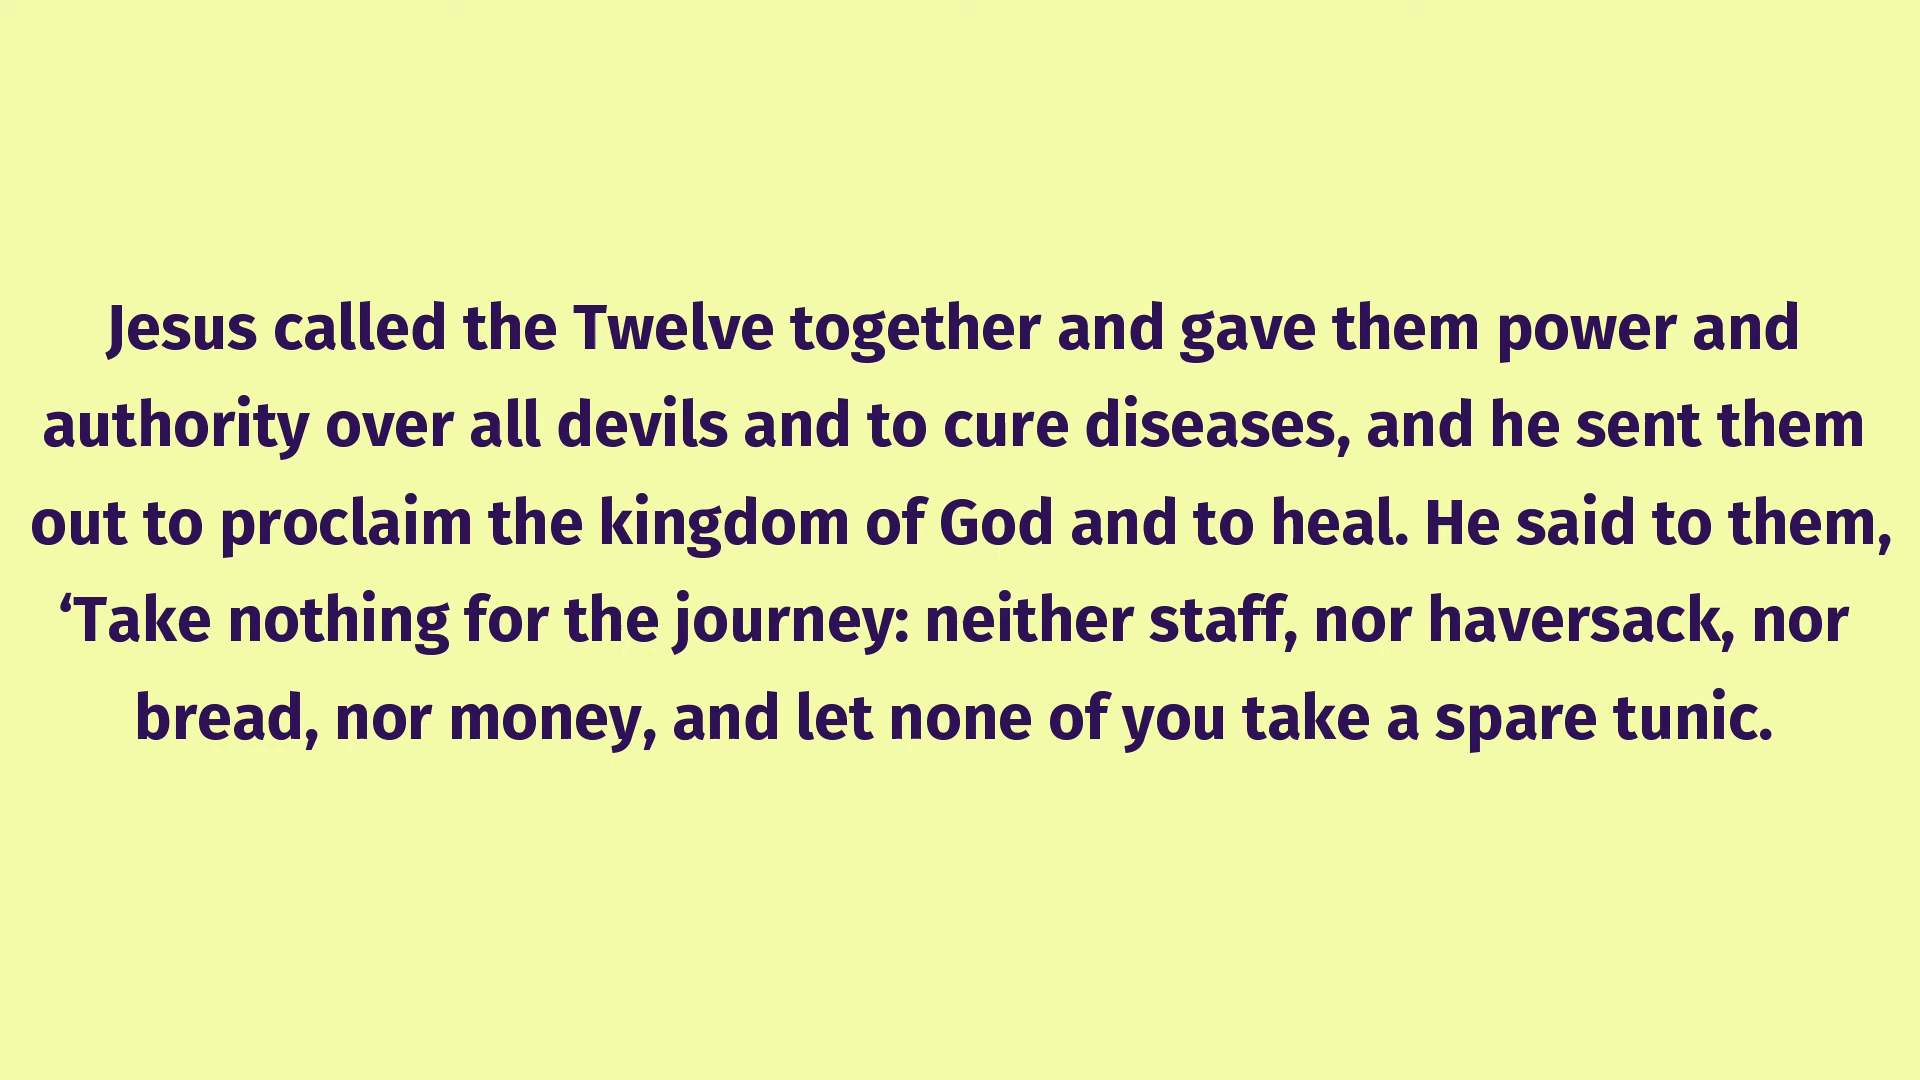 Jesus called the Twelve together and gave them power and
authority over all devils and to cure diseases, and he sent them
out to proclaim the kingdom of God and to heal. He said to them,
‘Take nothing for the journey: neither staff, nor haversack, nor
bread, nor money, and let none of you take a spare tunic.